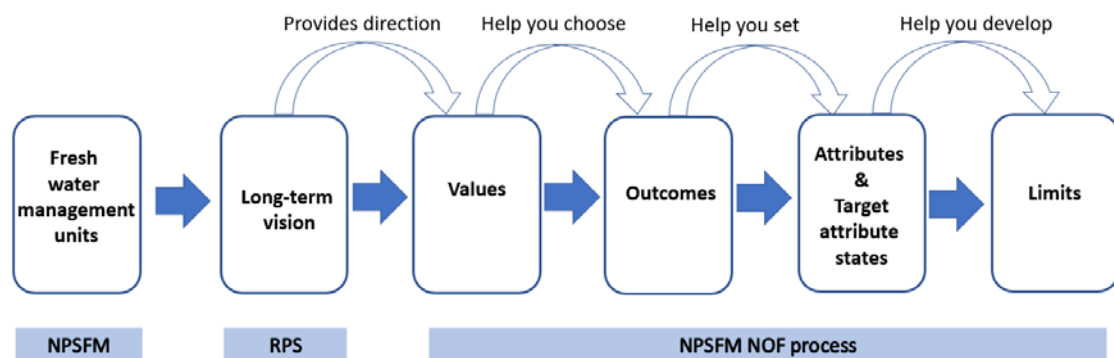 Provides direction
Help you choose
Help you set
Help you develop
Fresh
water
management
units
Long-term
vision
Values
Outcomes
Attributes
&
Target
attribute
states
Limits
NPSFM
RPS
NPSFM NOF process